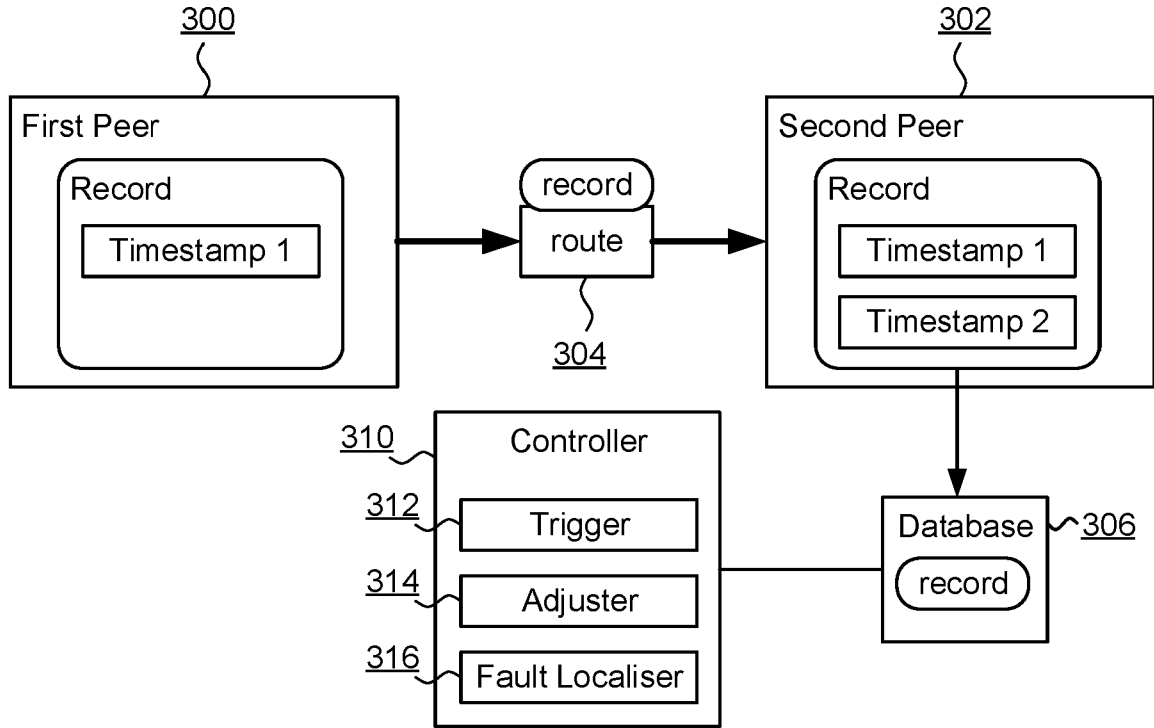 300
302
First Peer
Record
Timestamp 1
record
route
304
Second Peer
Record
Timestamp 1
Timestamp 2
310
Controller
312
Trigger
314
Adjuster
316
Fault Localiser
Database
306
record